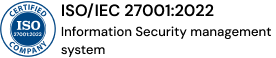 CERTIFIED
ISO
27001:2022
COMPANY
ISO/IEC 27001:2022
Information Security management
system